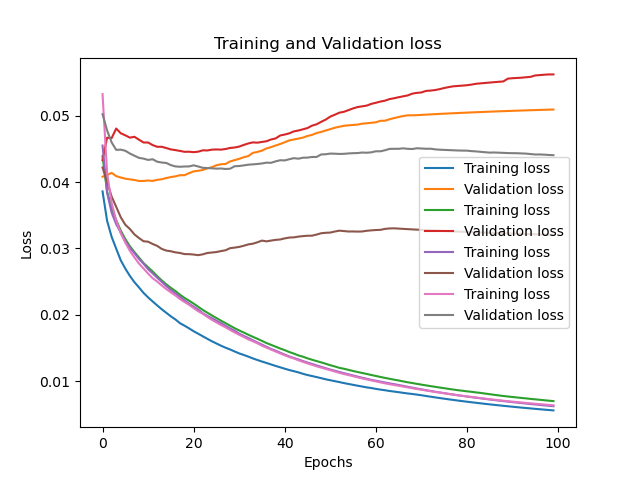 Training and Validation loss
Loss
0.05
0.04
0.03
0.02
0.01
Training loss
Validation loss
Training loss
Validation loss
Training loss
Validation loss
Training loss
Validation loss
0 20 40 60 80 100
Epochs